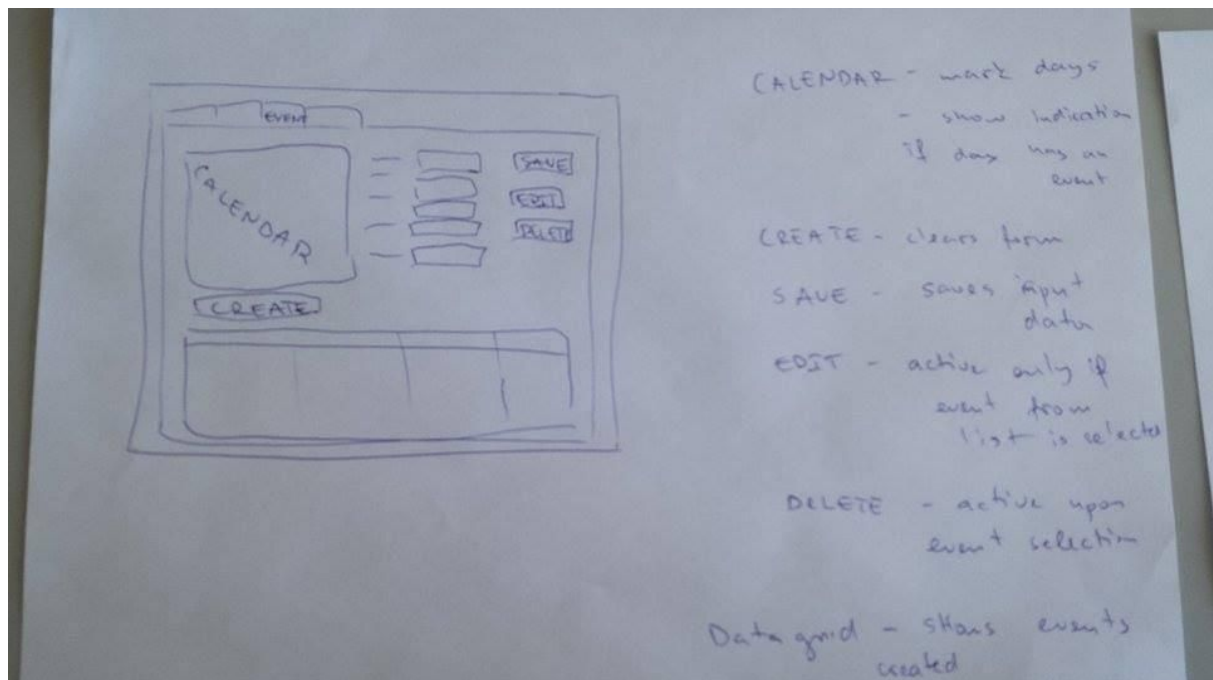 EVENT
CALENDAR
SAVE
EDIT
DELETE
CREATE
CALENDAR - mark days
- show indication
if day has an
event
CREATE - clears form
SAVE - saves input
data
EDIT - active only if
event from
list is selected
DELETE - active upon
event selection
Data grid - shows events
created